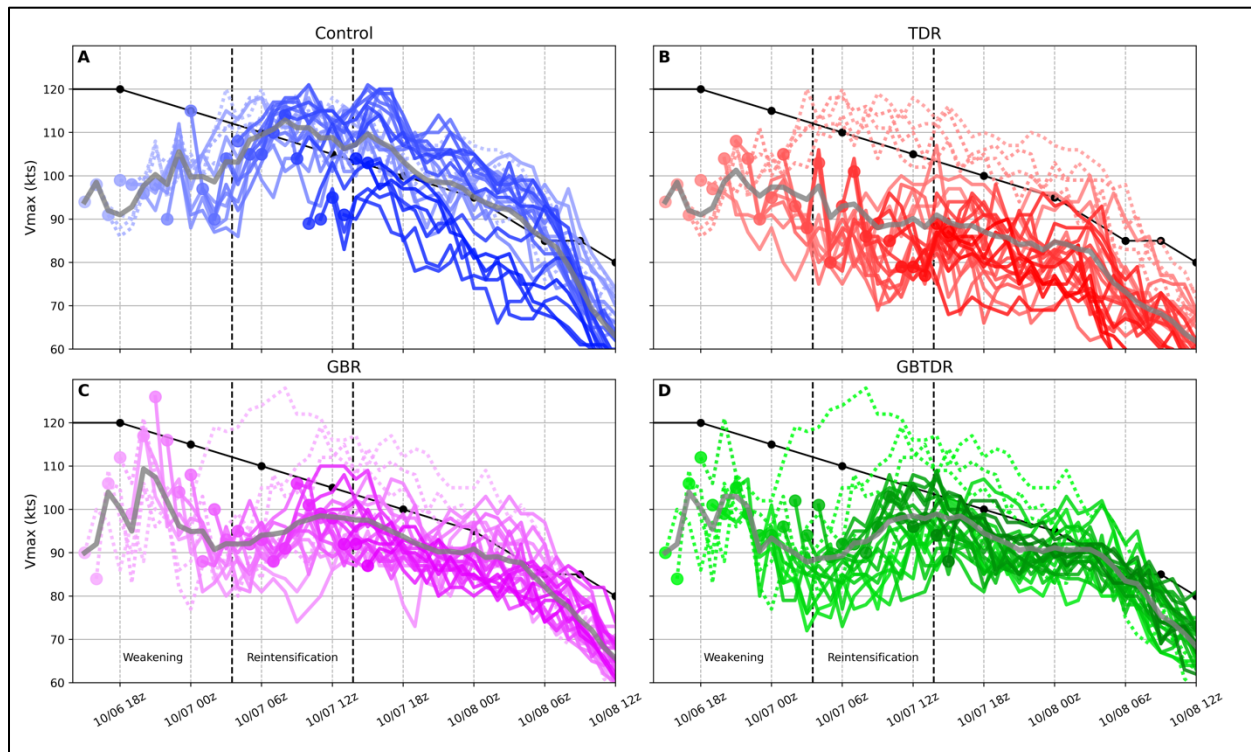 Control
TDR
A
B
Vmax (kts)
120
110
100
90
80
70
60
GBR
GBTDR
C
D
Vmax (kts)
120
110
100
90
80
70
60
Weakening
Reintensification
Weakening
Reintensification
10/06 18z
10/07 00z
10/07 06z
10/07 12z
10/07 18z
10/08 00z
10/08 06z
10/08 12z
10/06 18z
10/07 00z
10/07 06z
10/07 12z
10/07 18z
10/08 00z
10/08 06z
10/08 12z